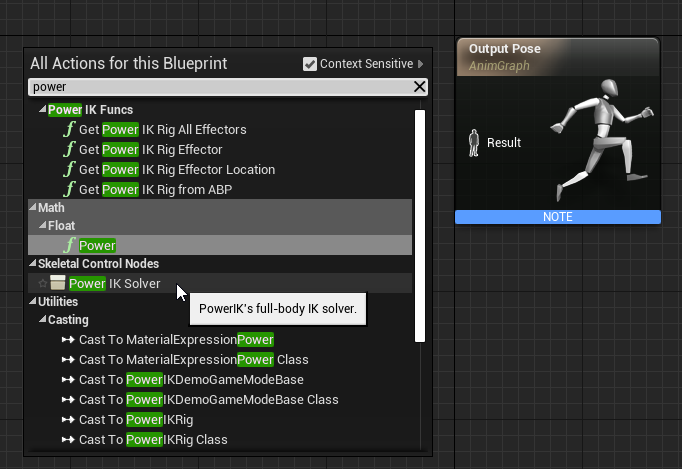 All Actions for this Blueprint
Context Sensitive
power
Power IK Funcs
Get Power IK Rig All Effectors
Get Power IK Rig Effector
Get Power IK Rig Effector Location
Get Power IK Rig from ABP
Math
Float
Power
Skeletal Control Nodes
Power IK Solver
PowerIK's full-body IK solver.
Utilities
Casting
Cast To MaterialExpressionPower
Cast To MaterialExpressionPower Class
Cast To PowerIKDemoGameModeBase
Cast To PowerIKDemoGameModeBase Class
Cast To PowerIKRig
Cast To PowerIKRig Class
Output Pose
AnimGraph
Result
NOTE